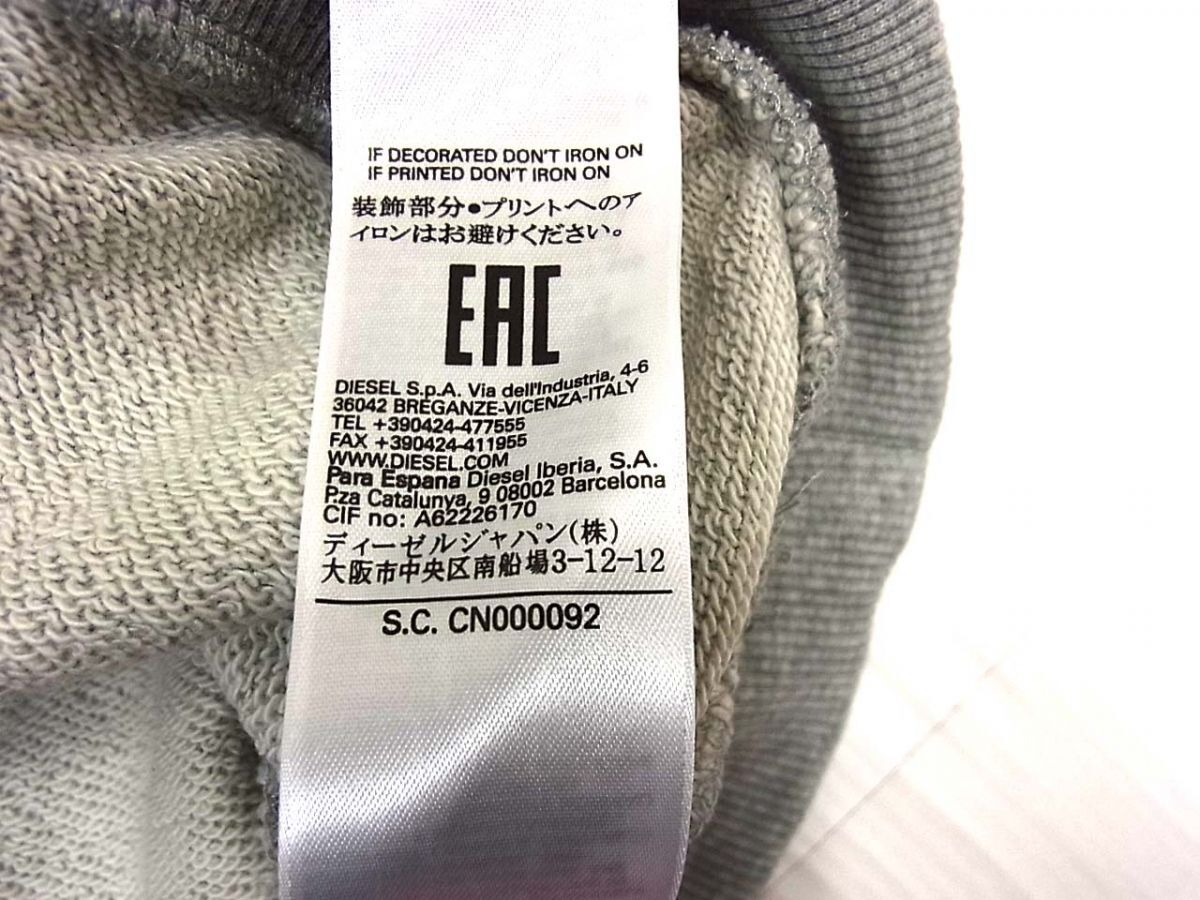 IF DECORATED DON'T IRON ON
IF PRINTED DON'T IRON ON
装飾部分●プリントへのア
イロンはお避けください。
EAC
DIESEL S.p.A. Via dell'Industria, 4-6
36042 BREGANZE-VICENZA-ITALY
TEL +390424-477555
FAX +390424-411955
WWW.DIESEL.COM
Para Espana Diesel Iberia, S.A.
P.za Catalunya, 9 08002 Barcelona
CIF no: A62226170
ディーゼルジャパン(株)
大阪市中央区南船場3-12-12
S.C. CN000092